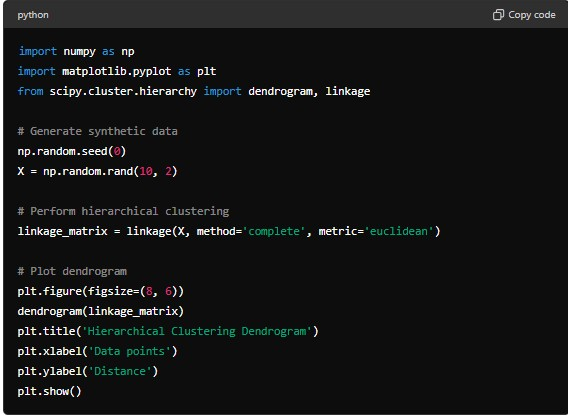 python
Copy code
import numpy as np
import matplotlib.pyplot as plt
from scipy.cluster.hierarchy import dendrogram, linkage
# Generate synthetic data
np.random.seed(0)
X = np.random.rand(10, 2)
# Perform hierarchical clustering
linkage_matrix = linkage(X, method='complete', metric='euclidean')
# Plot dendrogram
plt.figure(figsize=(8, 6))
dendrogram(linkage_matrix)
plt.title('Hierarchical Clustering Dendrogram')
plt.xlabel('Data points')
plt.ylabel('Distance')
plt.show()